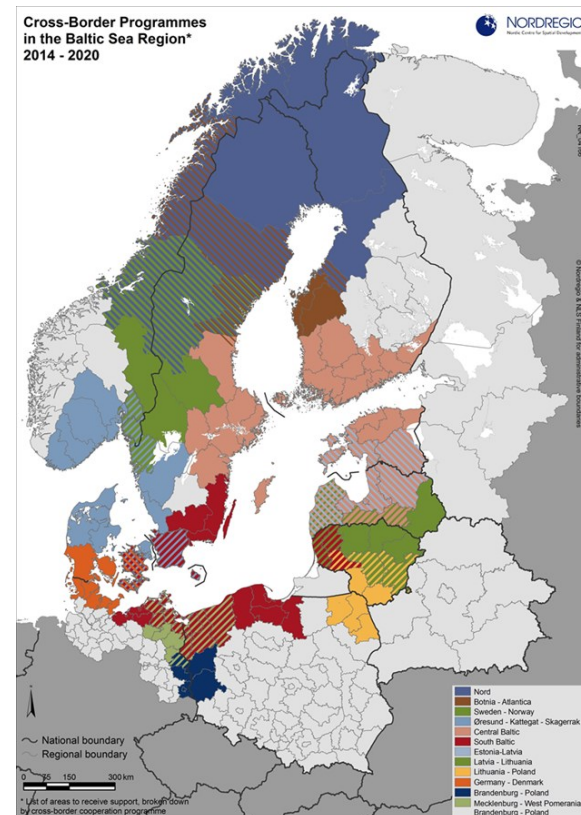 Cross-Border Programmes
in the Baltic Sea Region*
2014 - 2020
NORDREGIO
Nordic Centre for Spatial Development
© Nordregio & NLS Finland for administrative boundaries
Nord
Botnia - Atlantica
Sweden - Norway
Øresund - Kattegat - Skagerrak
Central Baltic
South Baltic
Estonia-Latvia
Latvia - Lithuania
Lithuania - Poland
Germany - Denmark
Brandenburg - Poland
Mecklenburg - West Pomerania
Brandenburg - Poland
National boundary
Regional boundary
0 75 150 300 km
* List of areas to receive support, broken down
by cross-border cooperation programme